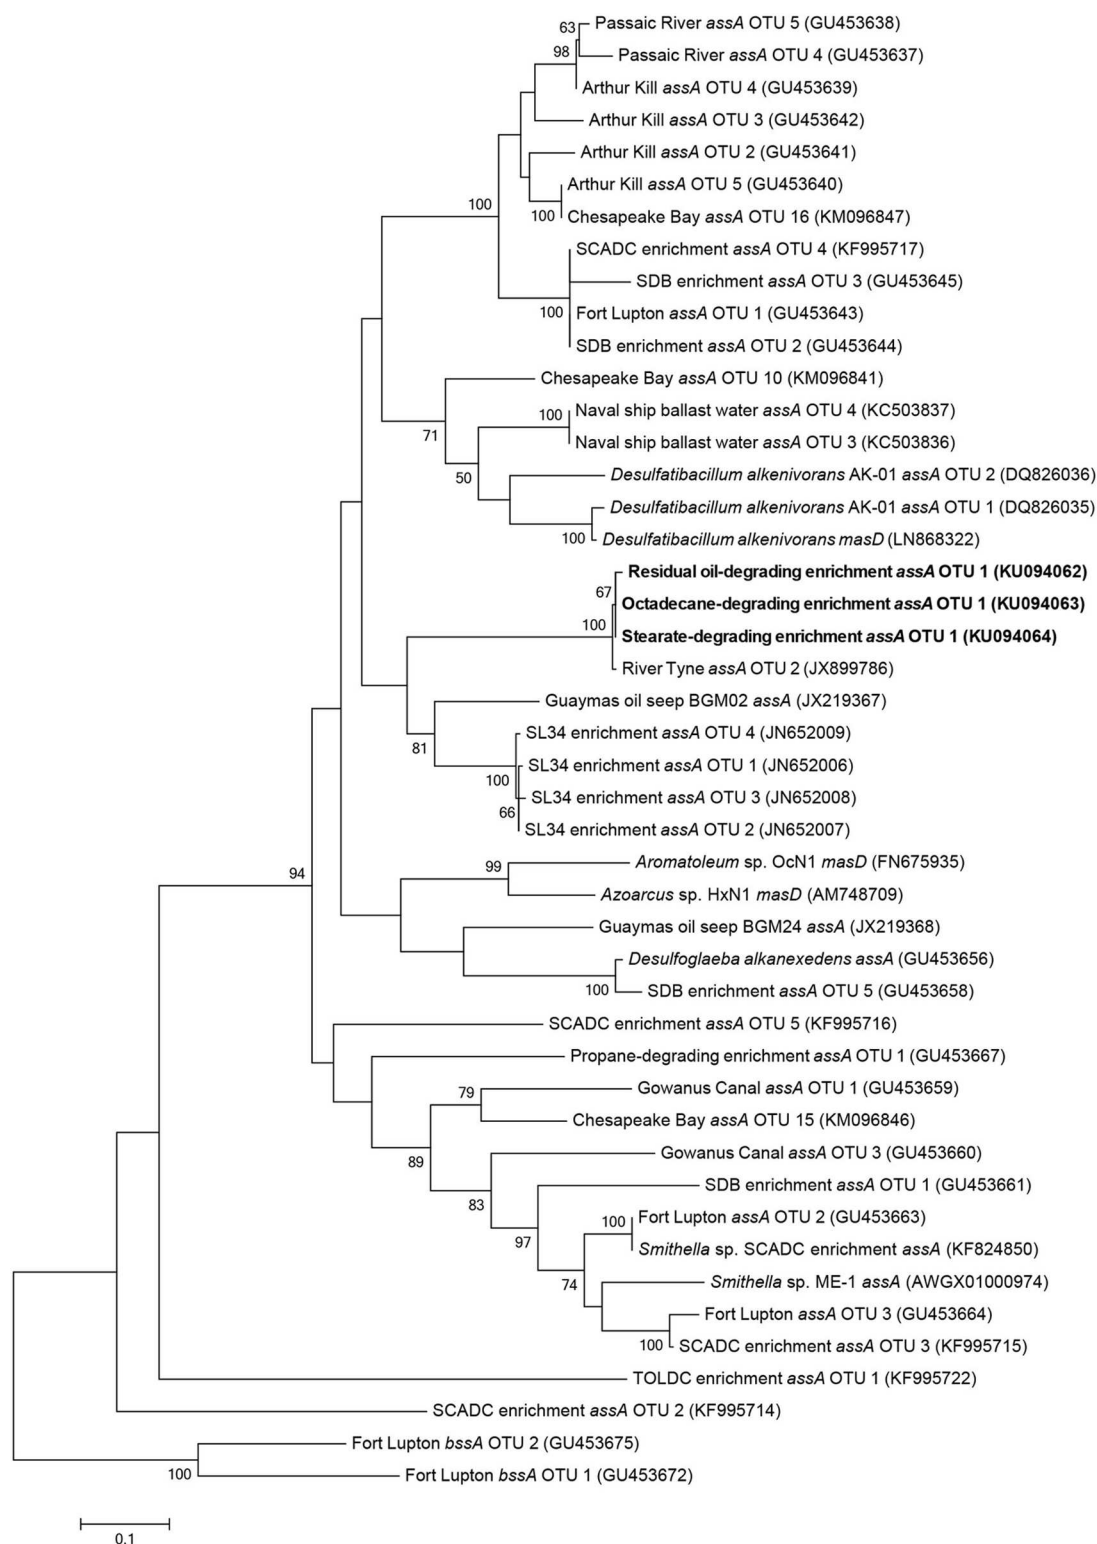 63
Passaic River assA OTU 5 (GU453638)
98
Passaic River assA OTU 4 (GU453637)
Arthur Kill assA OTU 4 (GU453639)
Arthur Kill assA OTU 3 (GU453642)
Arthur Kill assA OTU 2 (GU453641)
Arthur Kill assA OTU 5 (GU453640)
100
100
Chesapeake Bay assA OTU 16 (KM096847)
SCADC enrichment assA OTU 4 (KF995717)
SDB enrichment assA OTU 3 (GU453645)
100
Fort Lupton assA OTU 1 (GU453643)
SDB enrichment assA OTU 2 (GU453644)
Chesapeake Bay assA OTU 10 (KM096841)
100
Naval ship ballast water assA OTU 4 (KC503837)
71
Naval ship ballast water assA OTU 3 (KC503836)
50
Desulfatibacillum alkenivorans AK-01 assA OTU 2 (DQ826036)
Desulfatibacillum alkenivorans AK-01 assA OTU 1 (DQ826035)
100
Desulfatibacillum alkenivorans masD (LN868322)
Residual oil-degrading enrichment assA OTU 1 (KU094062)
67
Octadecane-degrading enrichment assA OTU 1 (KU094063)
100
Stearate-degrading enrichment assA OTU 1 (KU094064)
River Tyne assA OTU 2 (JX899786)
Guaymas oil seep BGM02 assA (JX219367)
81
SL34 enrichment assA OTU 4 (JN652009)
SL34 enrichment assA OTU 1 (JN652006)
100
SL34 enrichment assA OTU 3 (JN652008)
66
SL34 enrichment assA OTU 2 (JN652007)
99
Aromatoleum sp. OcN1 masD (FN675935)
94
Azoarcus sp. HxN1 masD (AM748709)
Guaymas oil seep BGM24 assA (JX219368)
Desulfoglaeba alkanexedens assA (GU453656)
100
SDB enrichment assA OTU 5 (GU453658)
SCADC enrichment assA OTU 5 (KF995716)
Propane-degrading enrichment assA OTU 1 (GU453667)
79
Gowanus Canal assA OTU 1 (GU453659)
Chesapeake Bay assA OTU 15 (KM096846)
89
Gowanus Canal assA OTU 3 (GU453660)
SDB enrichment assA OTU 1 (GU453661)
83
100
Fort Lupton assA OTU 2 (GU453663)
97
Smithella sp. SCADC enrichment assA (KF824850)
74
Smithella sp. ME-1 assA (AWGX01000974)
Fort Lupton assA OTU 3 (GU453664)
100
SCADC enrichment assA OTU 3 (KF995715)
TOLDC enrichment assA OTU 1 (KF995722)
SCADC enrichment assA OTU 2 (KF995714)
Fort Lupton bssA OTU 2 (GU453675)
100
Fort Lupton bssA OTU 1 (GU453672)
0.1